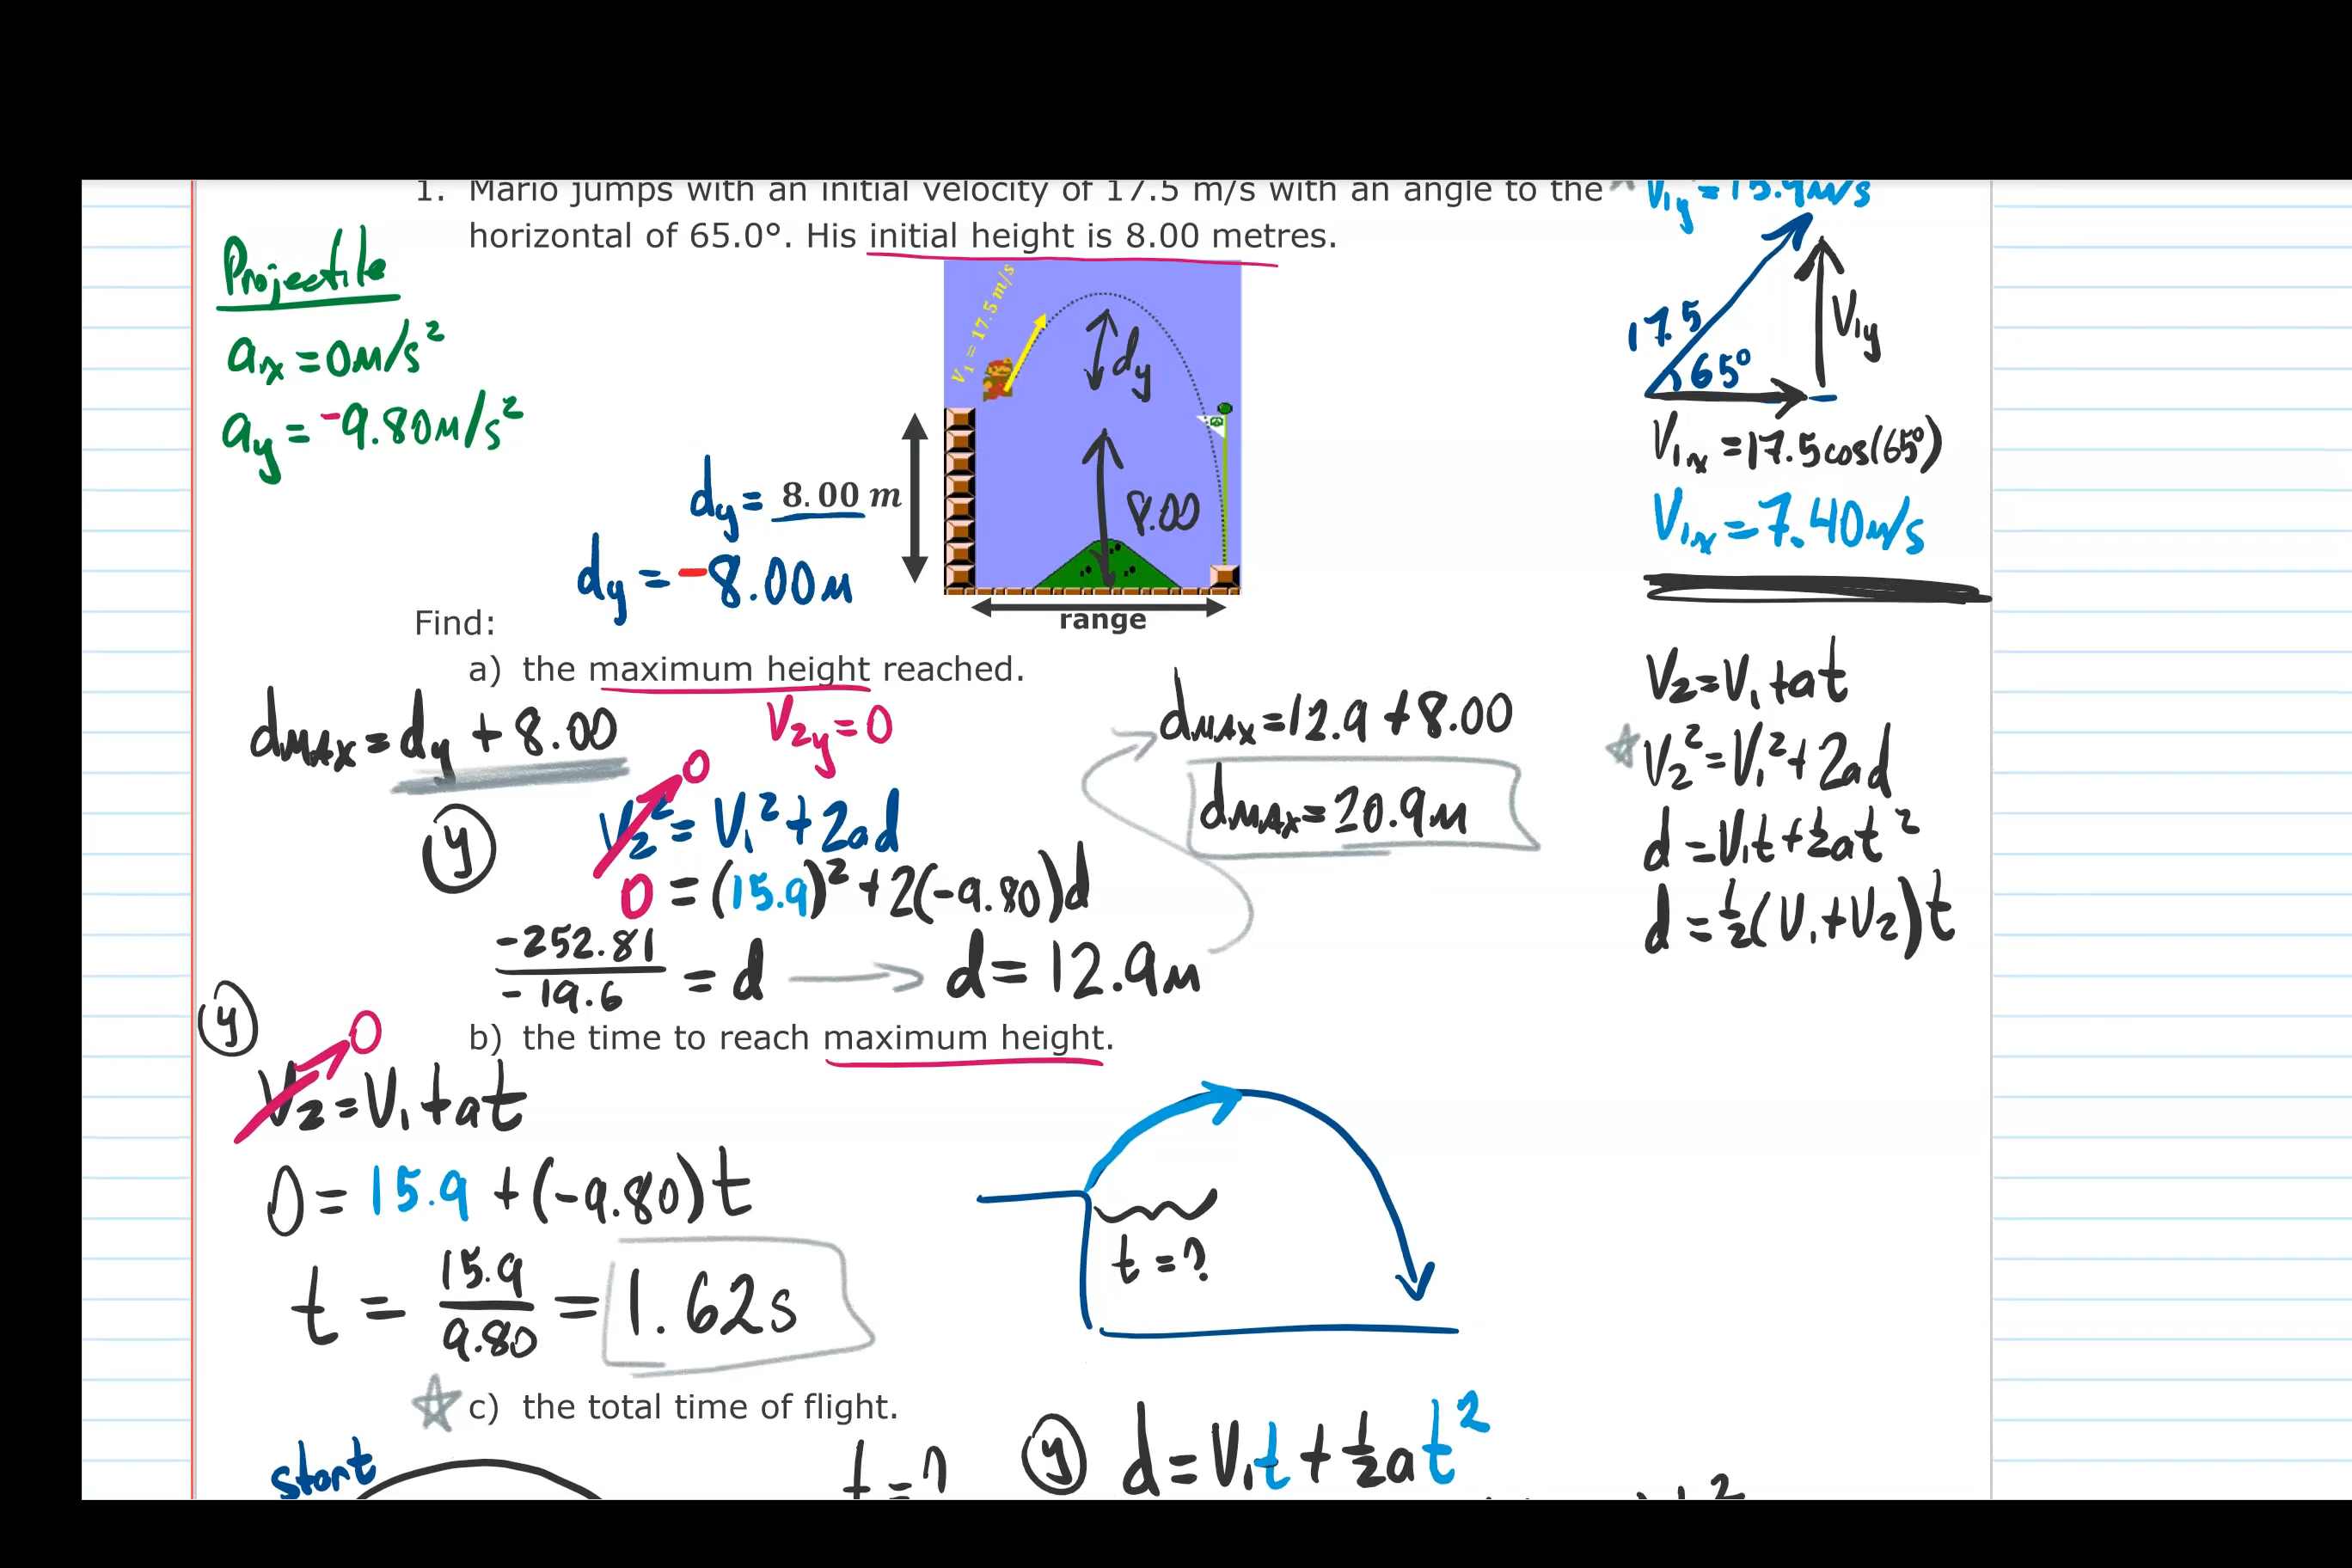 1. Mario jumps with an initial velocity of 17.5 m/s with an angle to the
horizontal of 65.0°. His initial height is 8.00 metres.
V1y = 15.9 m/s
Projectile
ax = 0 m/s²
ay = -9.80 m/s²
V₁ = 17.5 m/s
dy
17.5
65°
V1y
V1x = 17.5 cos(65°)
V1x = 7.40 m/s
dy = 8.00 m
8.00
dy = -8.00 m
range
Find:
a) the maximum height reached.
dMAX = dy + 8.00
V2y = 0
0
y
V₂² = V₁² + 2ad
0 = (15.9)² + 2(-9.80)d
-252.81
-19.6
= d → d = 12.9 m
dMAX = 12.9 + 8.00
dMAX = 20.9 m
V₂ = V₁ + at
V₂² = V₁² + 2ad
d = V₁t + ½at²
d = ½(V₁ + V₂)t
b) the time to reach maximum height.
y
0
V₂ = V₁ + at
0 = 15.9 + (-9.80)t
t = 15.9 / 9.80 = 1.62 s
t = ?
c) the total time of flight.
start
t = ?
y d = V₁t + ½at²